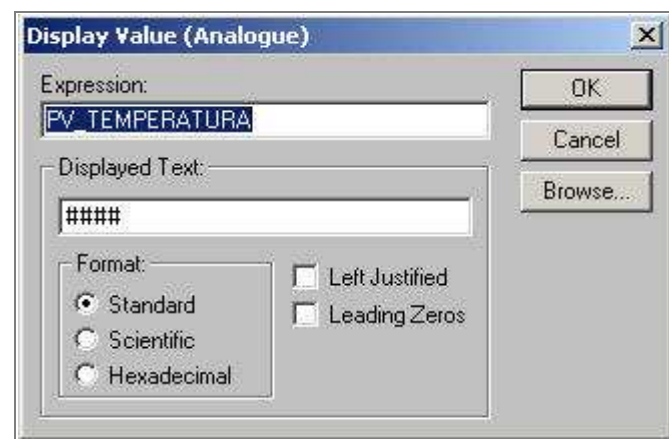 Display Value (Analogue)
Expression:
PV_TEMPERATURA
OK
Cancel
Browse...
Displayed Text:
####
Format:
Standard
Scientific
Hexadecimal
Left Justified
Leading Zeros